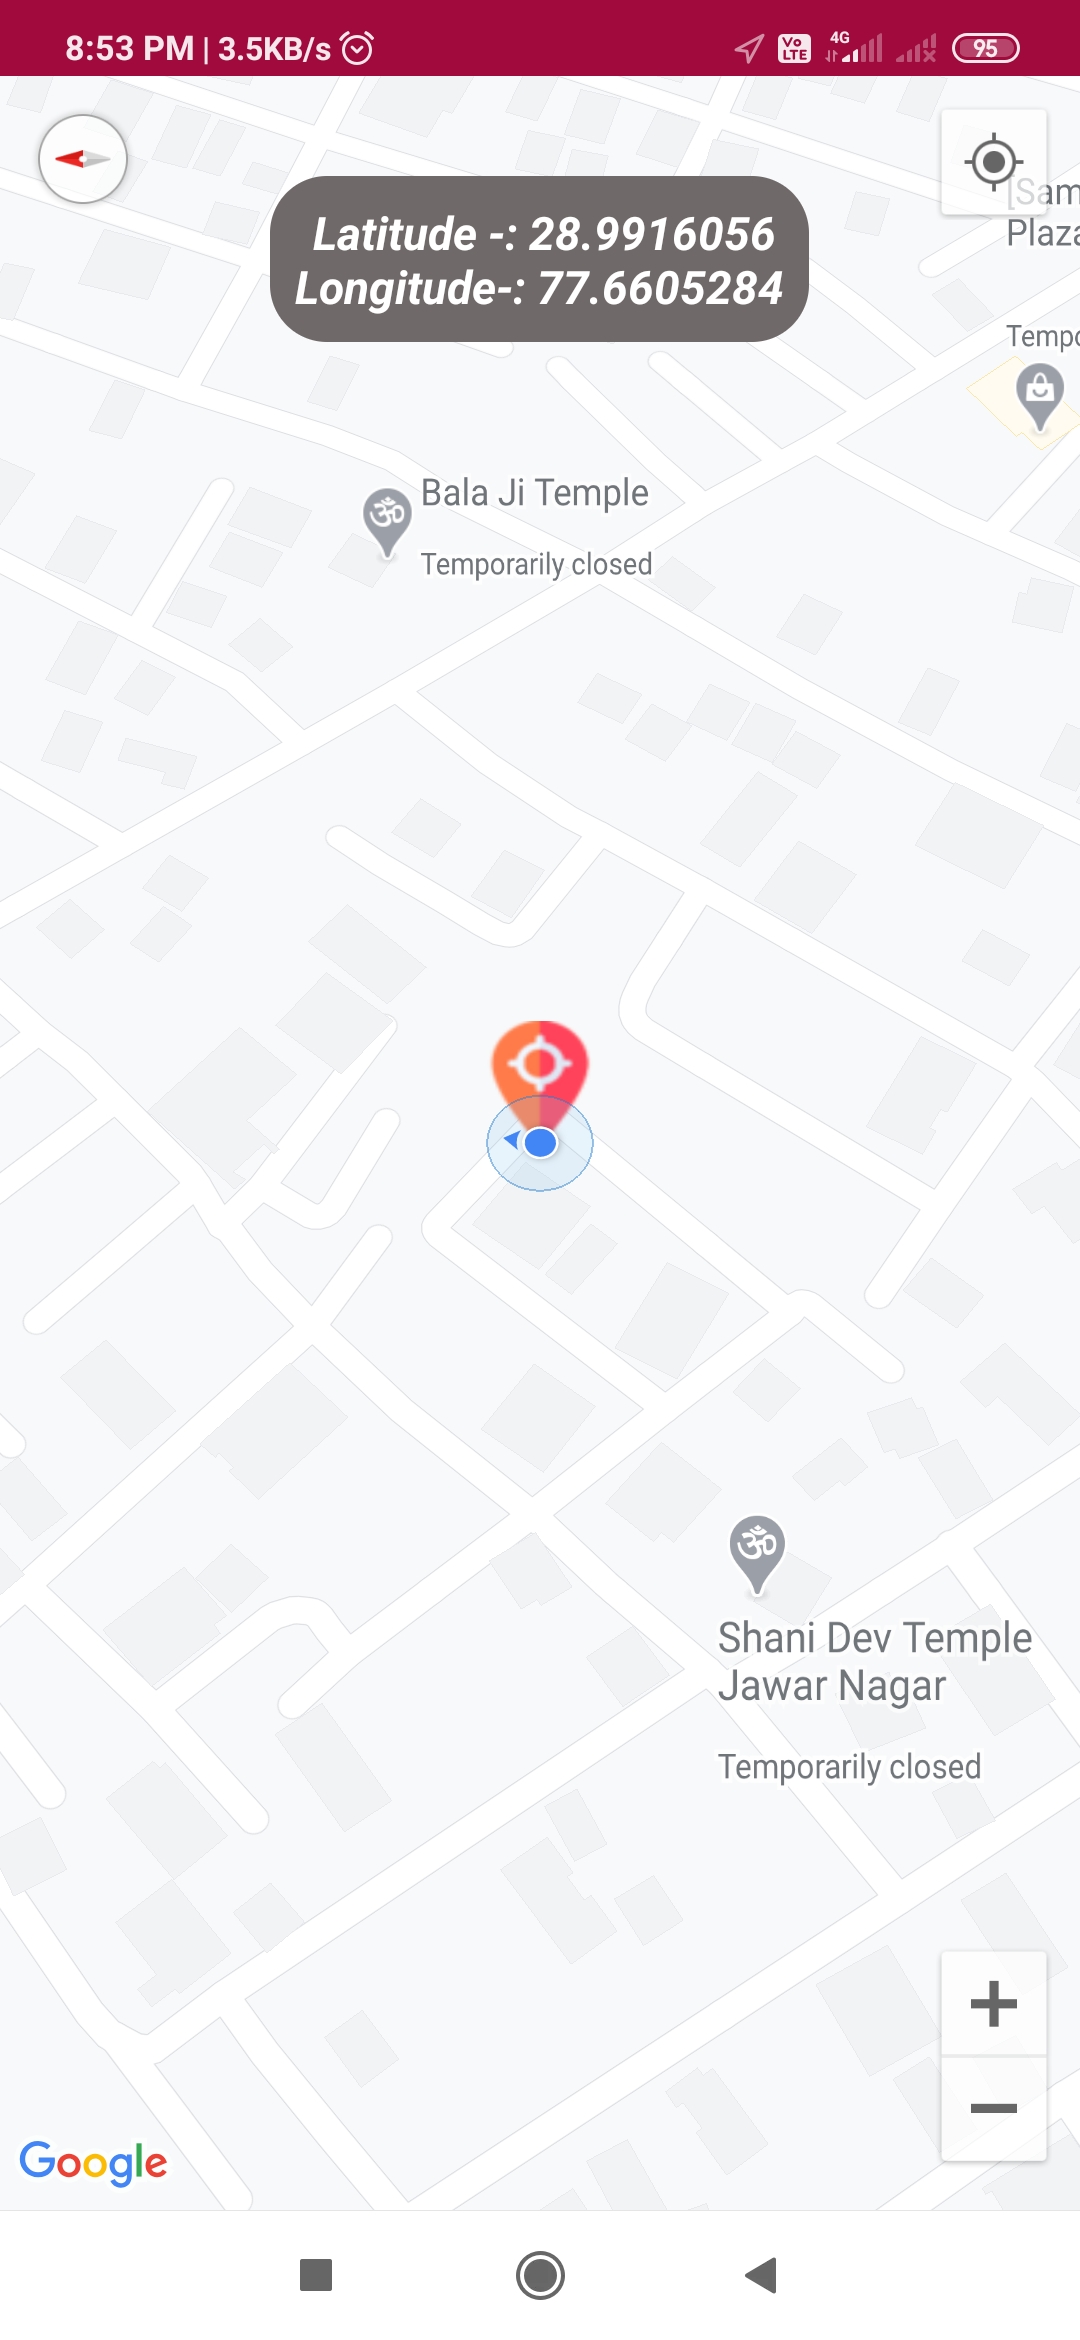 8:53 PM | 3.5KB/s
Vo
LTE
4G
95
Latitude -: 28.9916056
Longitude-: 77.6605284
[Sam
Plaza
Tempo
ॐ
Bala Ji Temple
Temporarily closed
ॐ
Shani Dev Temple
Jawar Nagar
Temporarily closed
Google